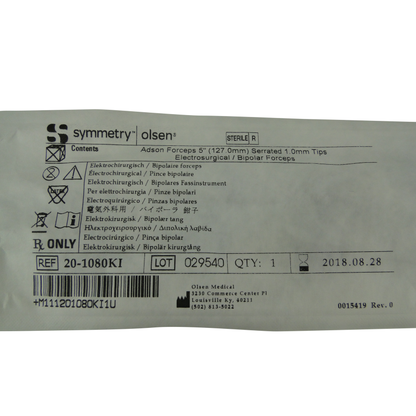 symmetry™ | olsen®
STERILE R
Contents
Adson Forceps 5" (127.0mm) Serrated 1.0mm Tips
Electrosurgical / Bipolar Forceps
Elektrochirurgisch / Bipolaire forceps
Electrochirurgical / Pince bipolaire
Elektrochirurgisch / Bipolares Fasssinstrument
Per elettrochirurgia / Pinze bipolari
Electroquirúrgico / Pinzas bipolares
電気外科用 / バイポーラ 鉗子
Elektrokirurgisk / Bipolær tang
Ηλεκτροχειρουργικό / Διπολική λαβίδα
Electrocirúrgico / Pinça bipolar
Elektrokirurgisk / Bipolär kirurgtång
Rx ONLY
REF 20-1080KI LOT 029540 QTY: 1 2018.08.28
+M111201080KI1U
Olsen Medical
3230 Commerce Center Pl
Louisville Ky, 40211
(502) 813-5022
0015419 Rev. 0